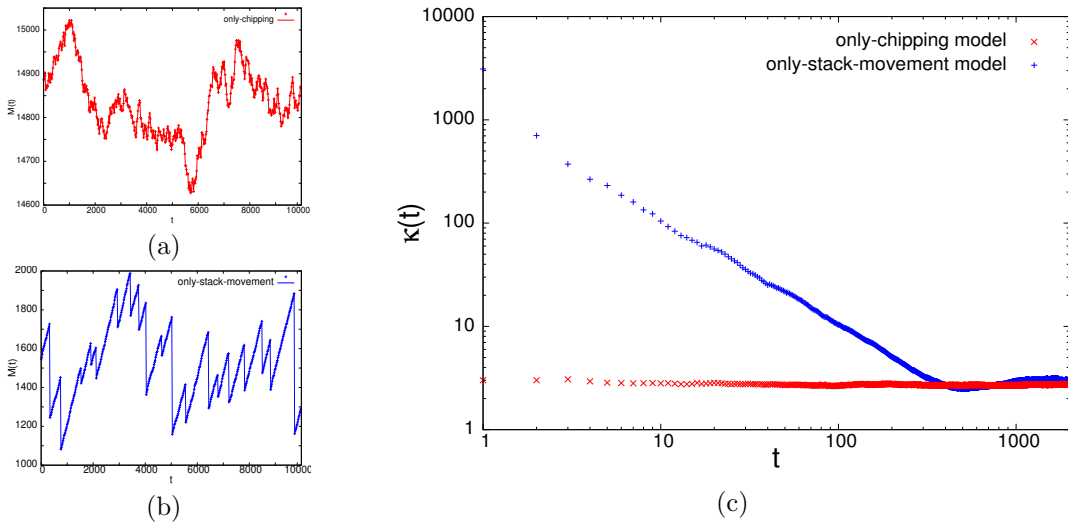 only-chipping
M(t)
15000
14900
14800
14700
14600
0 2000 4000 6000 8000 10000
t
(a)
only-stack-movement
M(t)
2000
1800
1600
1400
1200
1000
0 2000 4000 6000 8000 10000
t
(b)
only-chipping model
only-stack-movement model
κ(t)
10000
1000
100
10
1
1 10 100 1000
t
(c)